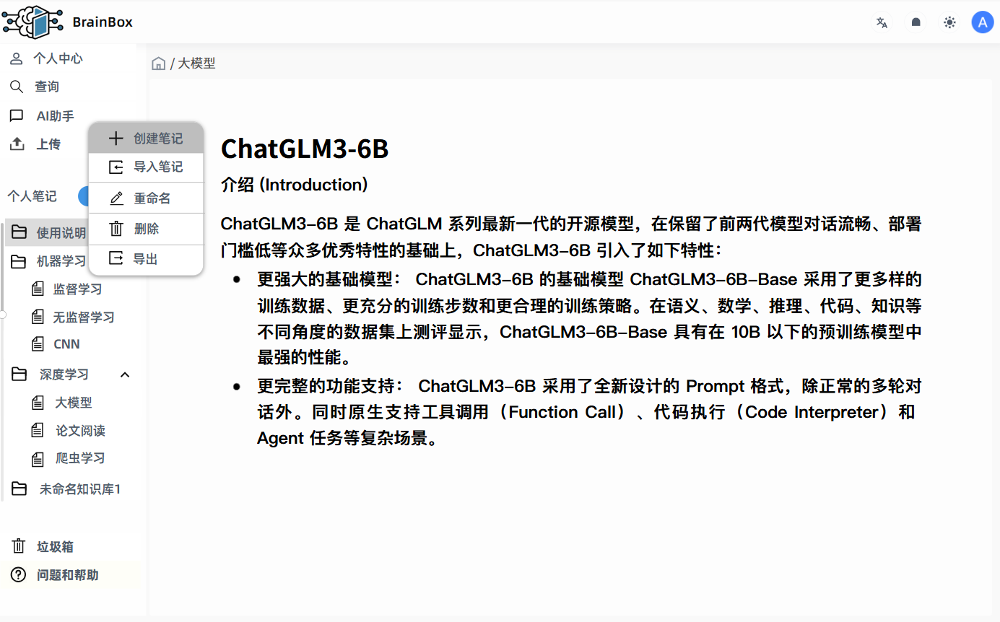 BrainBox
A
个人中心
查询
AI助手
上传
个人笔记
使用说明
机器学习
监督学习
无监督学习
CNN
深度学习
大模型
论文阅读
爬虫学习
未命名知识库1
垃圾箱
问题和帮助
创建笔记
导入笔记
重命名
删除
导出
/ 大模型
ChatGLM3-6B
介绍 (Introduction)
ChatGLM3-6B 是 ChatGLM 系列最新一代的开源模型，在保留了前两代模型对话流畅、部署
门槛低等众多优秀特性的基础上，ChatGLM3-6B 引入了如下特性：
● 更强大的基础模型： ChatGLM3-6B 的基础模型 ChatGLM3-6B-Base 采用了更多样的
训练数据、更充分的训练步数和更合理的训练策略。在语义、数学、推理、代码、知识等
不同角度的数据集上测评显示，ChatGLM3-6B-Base 具有在 10B 以下的预训练模型中
最强的性能。
● 更完整的功能支持： ChatGLM3-6B 采用了全新设计的 Prompt 格式，除正常的多轮对
话外。同时原生支持工具调用（Function Call）、代码执行（Code Interpreter）和
Agent 任务等复杂场景。